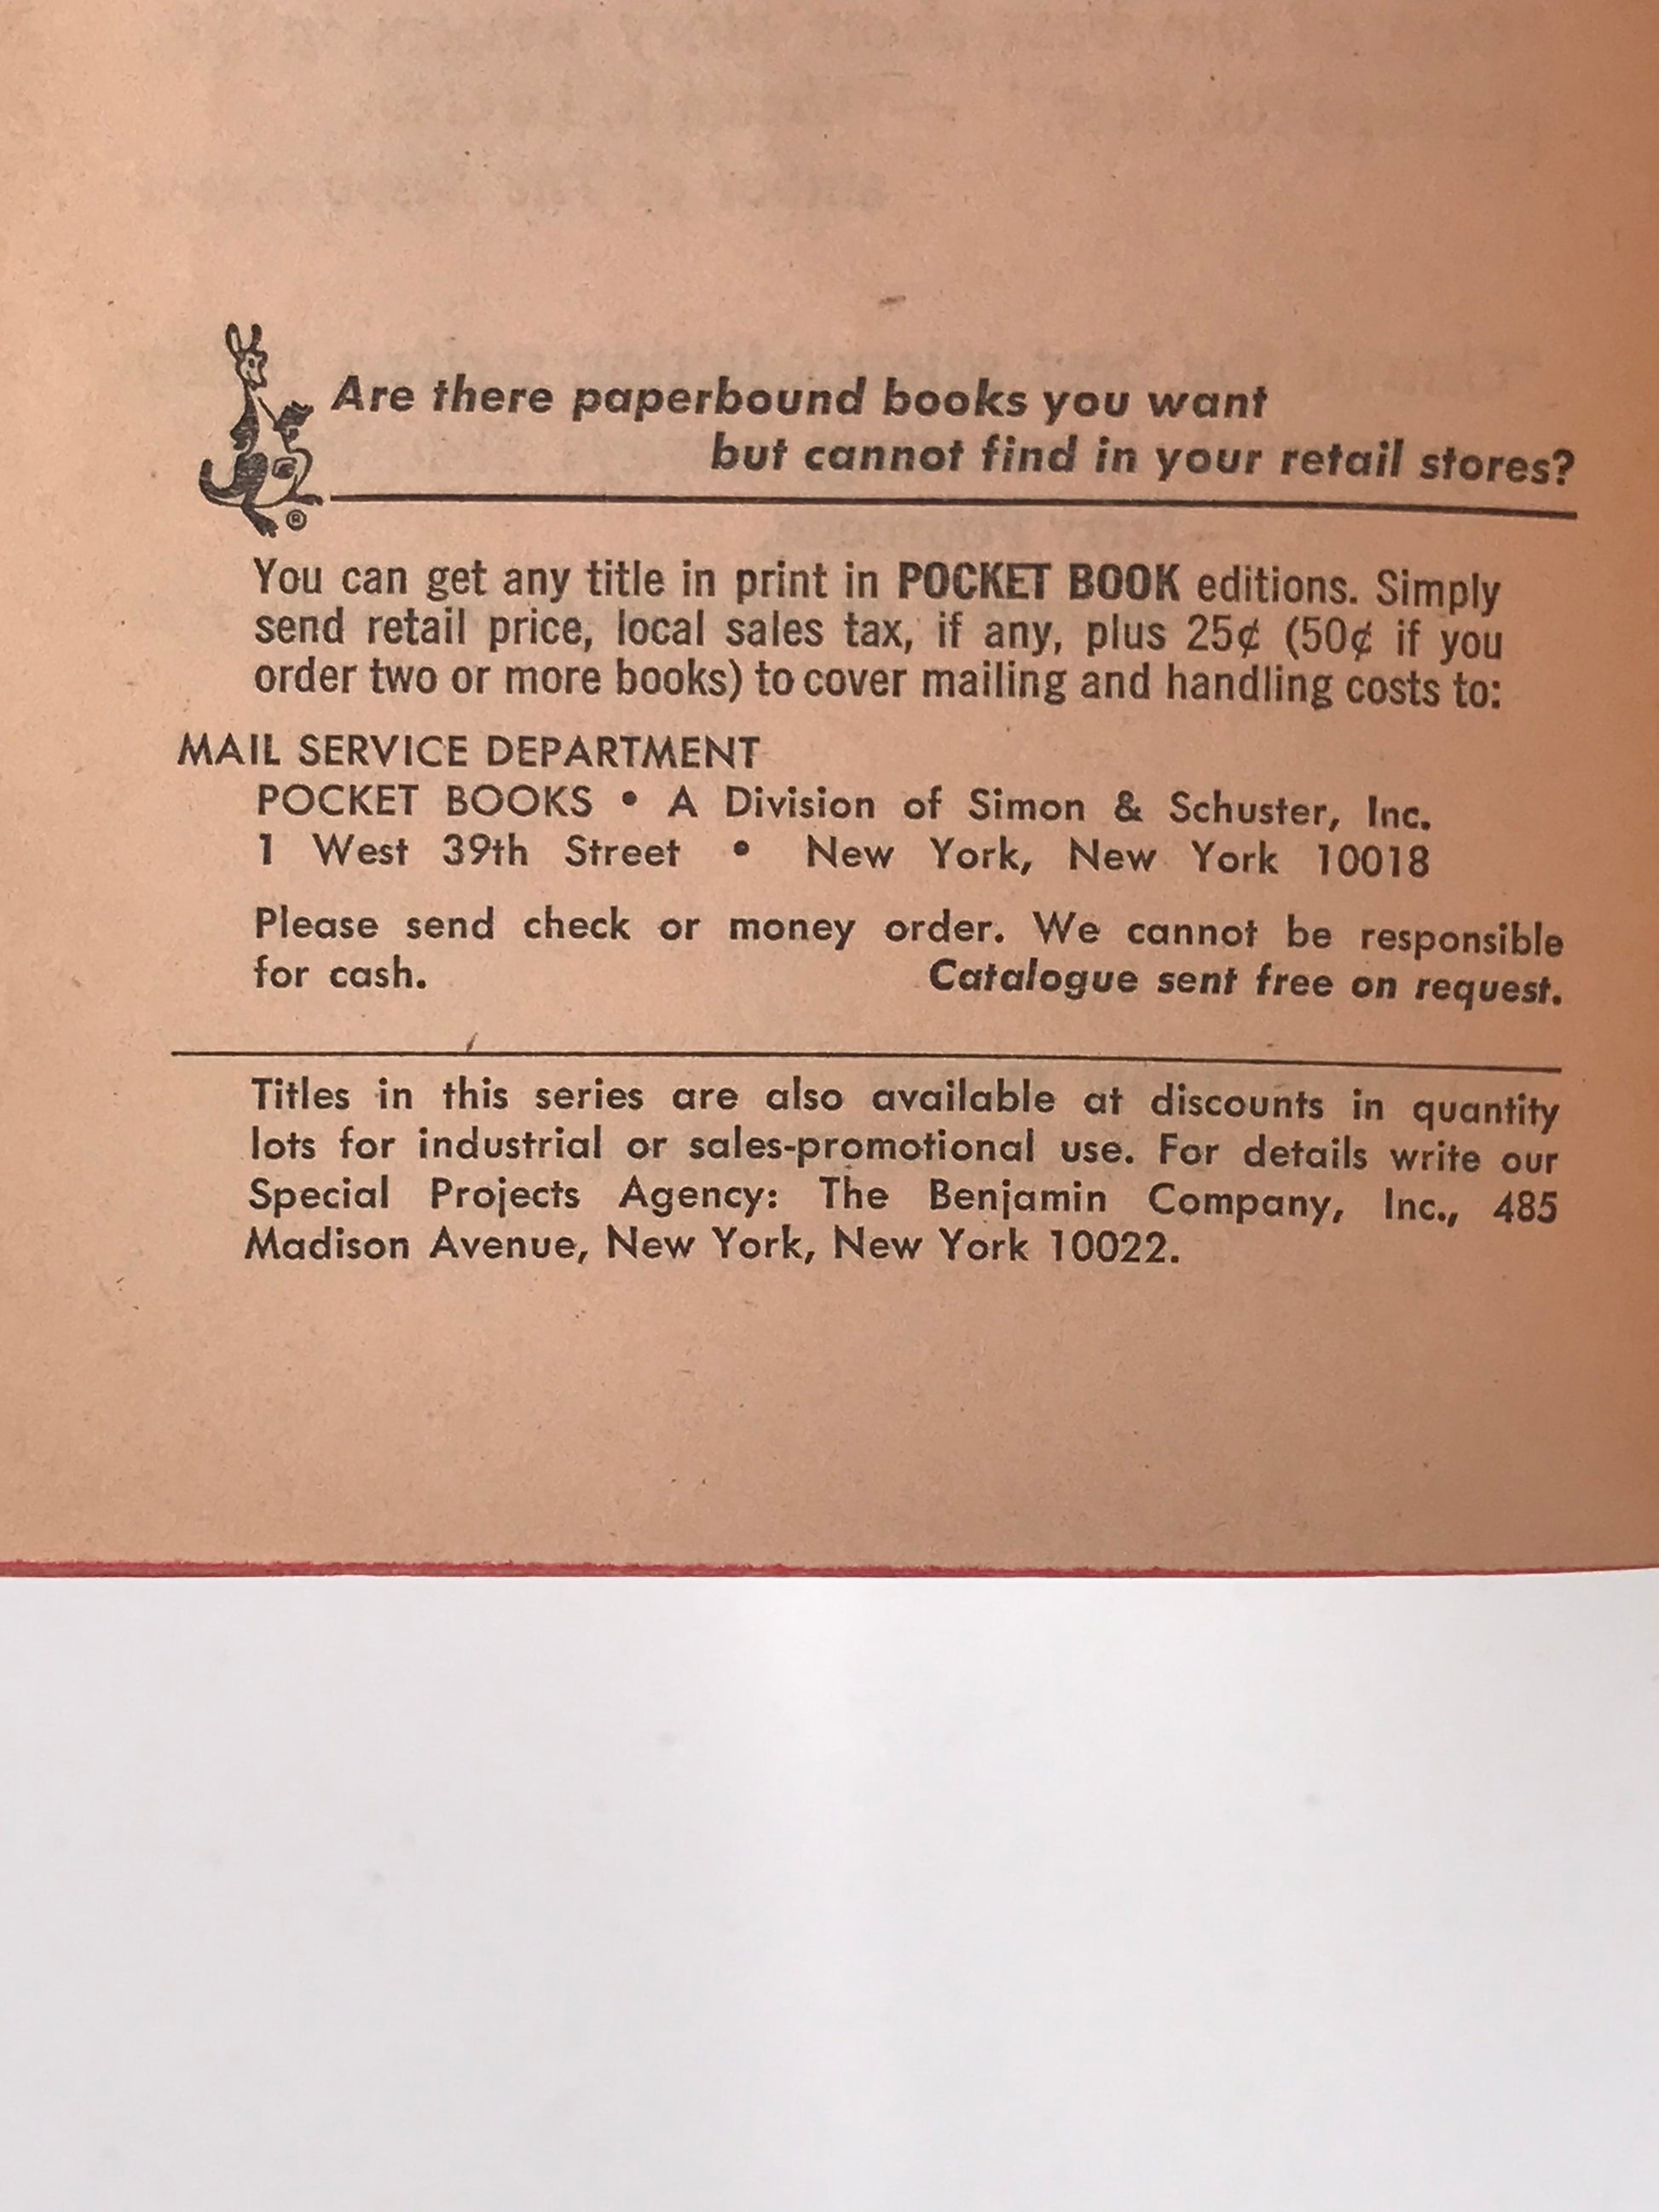 Are there paperbound books you want
but cannot find in your retail stores?
®
You can get any title in print in POCKET BOOK editions. Simply
send retail price, local sales tax, if any, plus 25¢ (50¢ if you
order two or more books) to cover mailing and handling costs to:
MAIL SERVICE DEPARTMENT
POCKET BOOKS • A Division of Simon & Schuster, Inc.
1 West 39th Street • New York, New York 10018
Please send check or money order. We cannot be responsible
for cash. Catalogue sent free on request.
Titles in this series are also available at discounts in quantity
lots for industrial or sales-promotional use. For details write our
Special Projects Agency: The Benjamin Company, Inc., 485
Madison Avenue, New York, New York 10022.